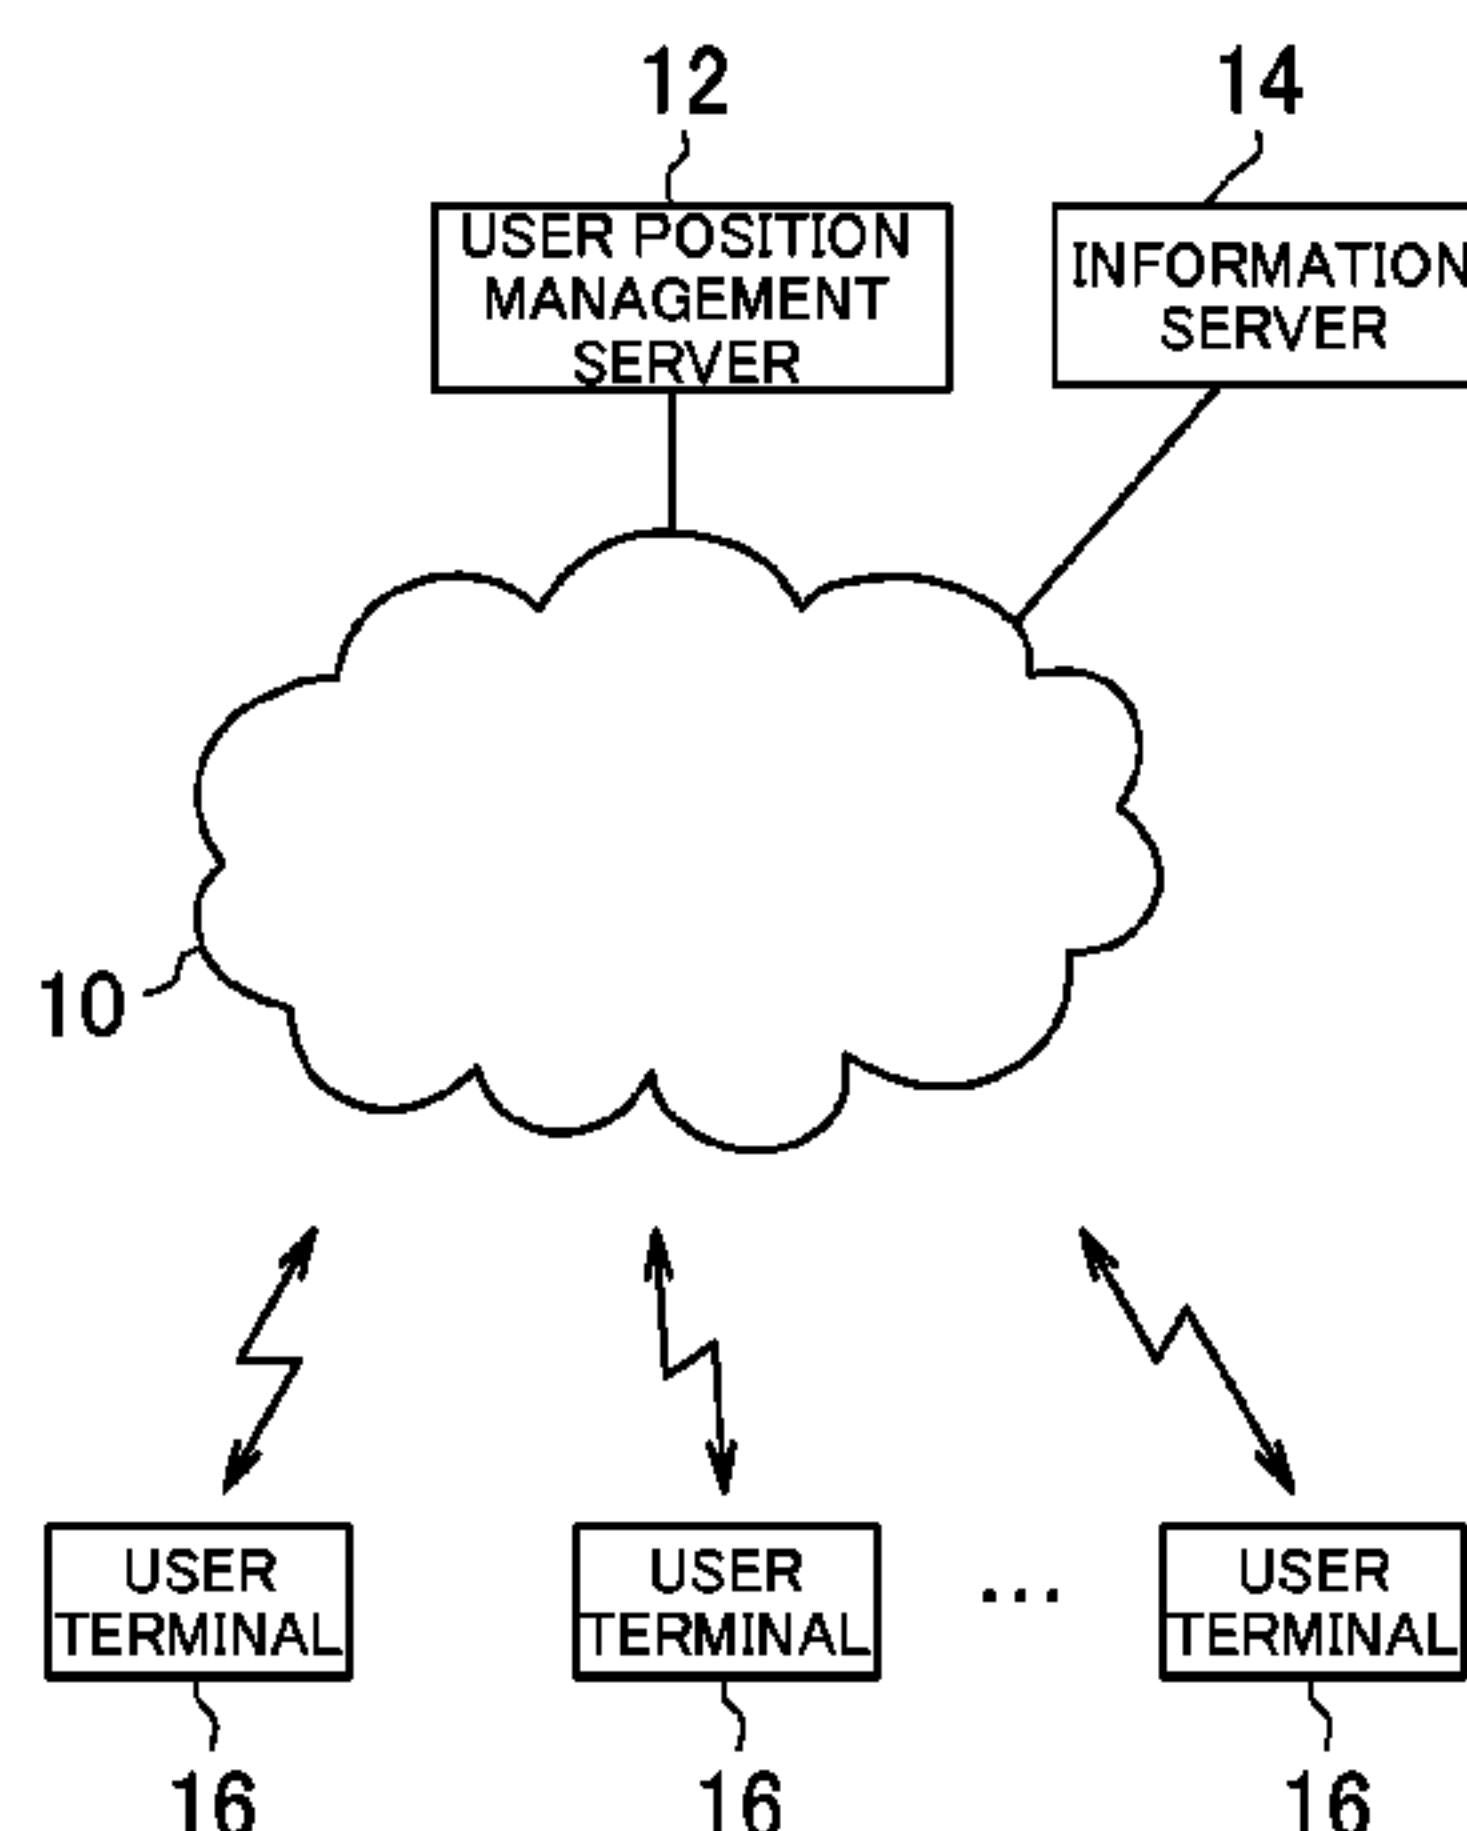 12
14
USER POSITION
MANAGEMENT
SERVER
INFORMATION
SERVER
10
USER
TERMINAL
USER
TERMINAL
...
USER
TERMINAL
16
16
16